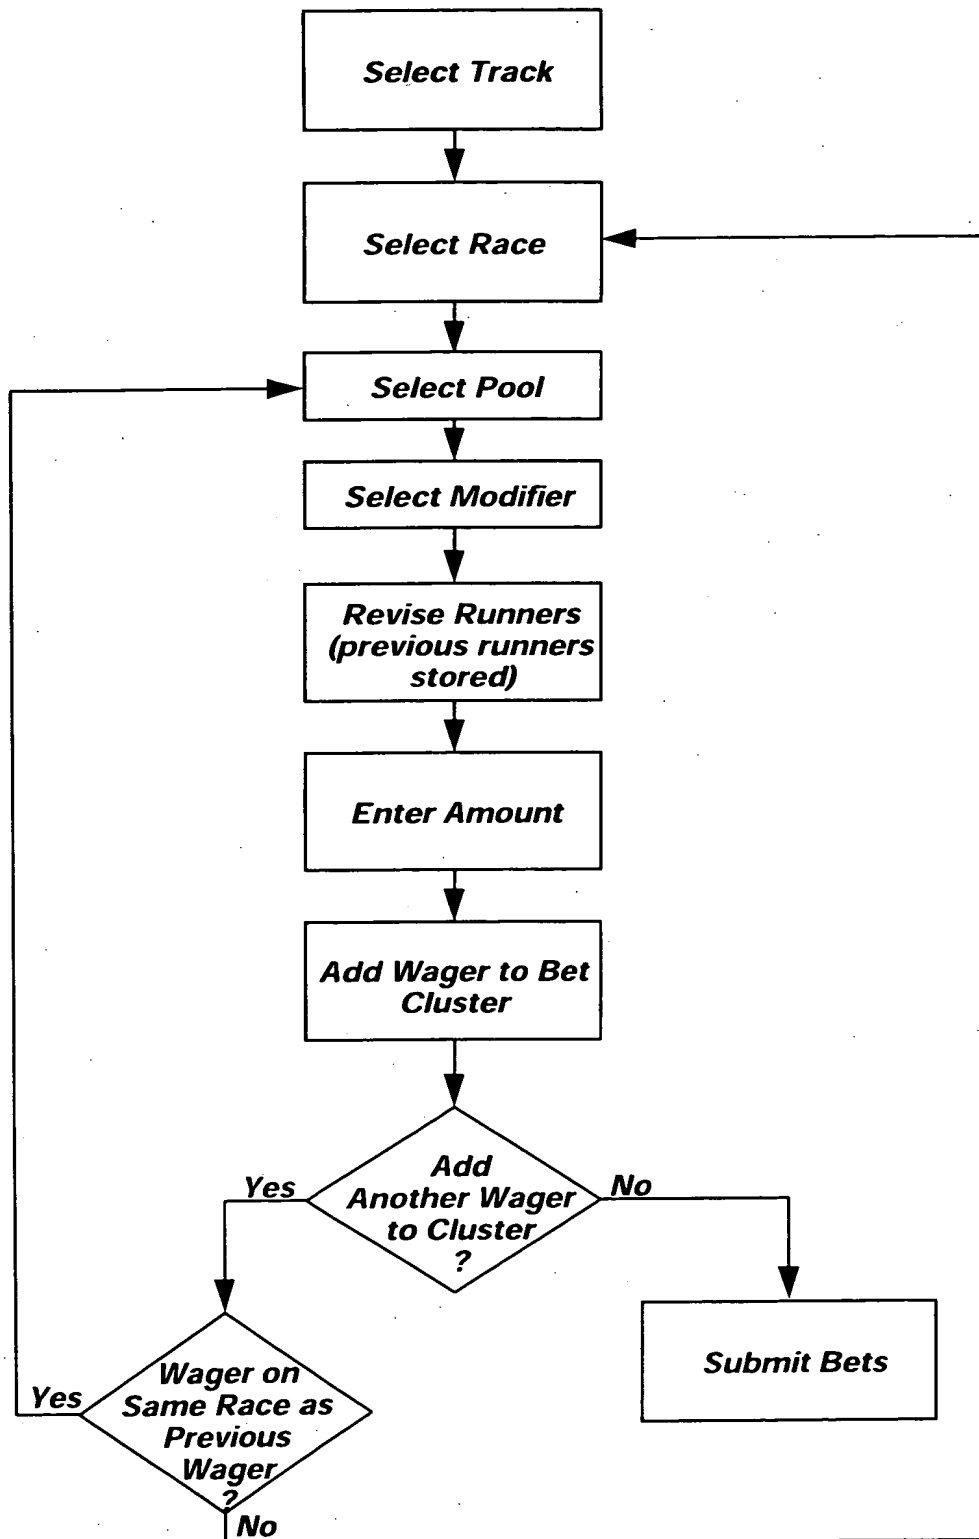 Select Track
Select Race
Select Pool
Select Modifier
Revise Runners
(previous runners
stored)
Enter Amount
Add Wager to Bet
Cluster
Add
Another Wager
to Cluster
?
Yes
No
Submit Bets
Wager on
Same Race as
Previous
Wager
?
Yes
No